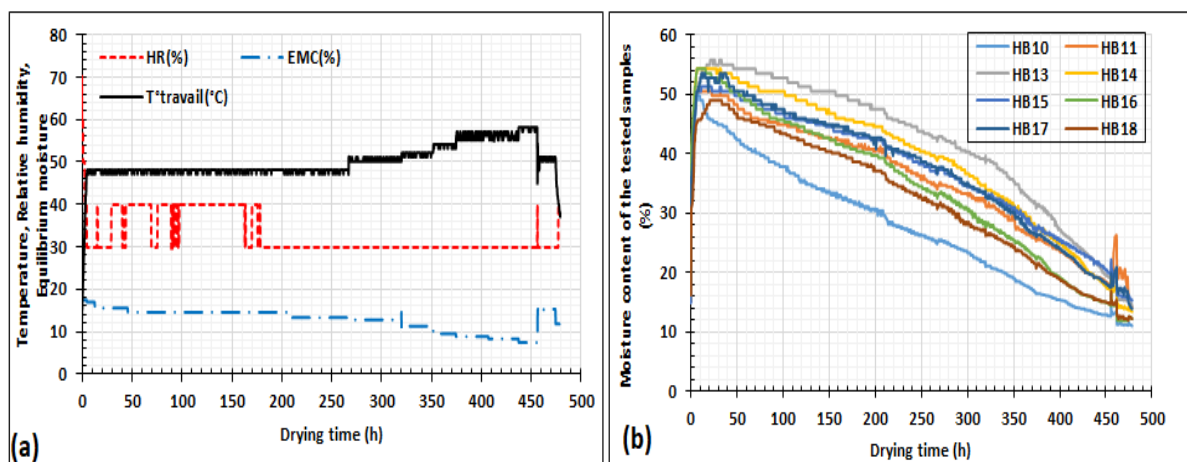 Temperature, Relative humidity,
Equilibrium moisture
80
70
60
50
40
30
20
10
0
HR(%)
EMC(%)
T°travail(°C)
0
50
100
150
200
250
300
350
400
450
500
Drying time (h)
(a)
Moisture content of the tested samples
(%)
60
50
40
30
20
10
0
HB10
HB11
HB13
HB14
HB15
HB16
HB17
HB18
0
50
100
150
200
250
300
350
400
450
500
Drying time (h)
(b)